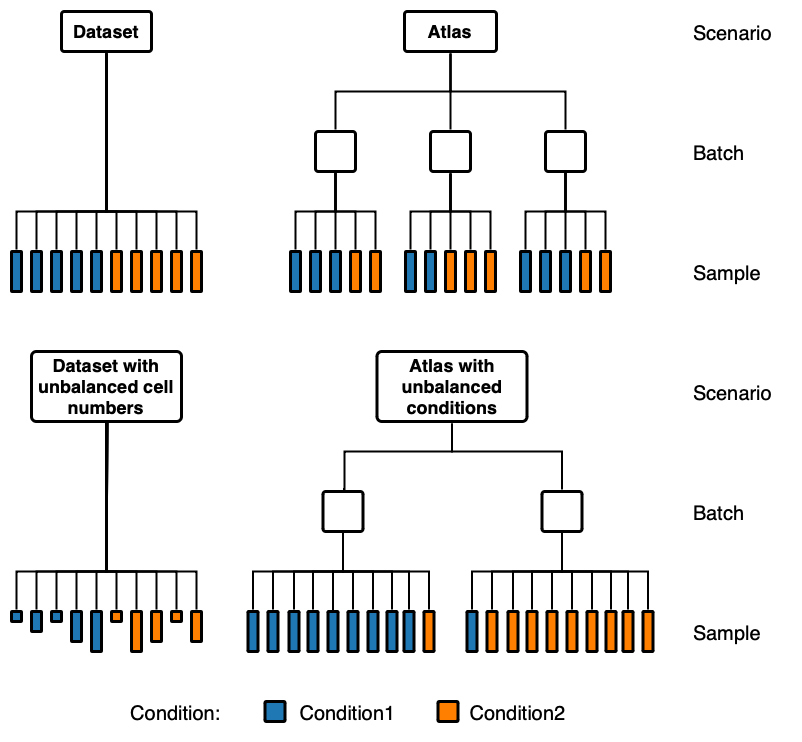 Dataset
Atlas
Scenario
Batch
Sample
Dataset with
unbalanced cell
numbers
Atlas with
unbalanced
conditions
Scenario
Batch
Sample
Condition:
Condition1
Condition2